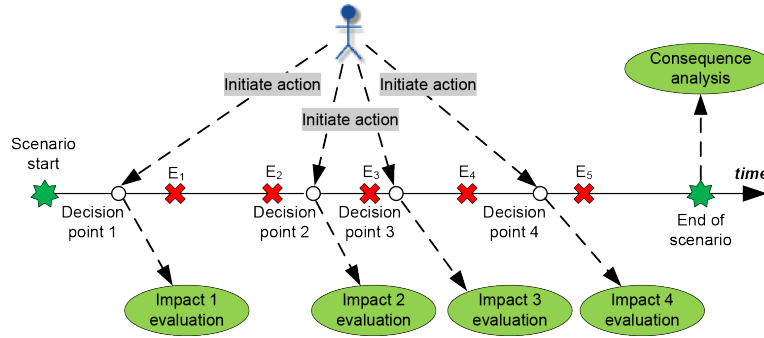 Consequence
analysis
Initiate action
Initiate action
Initiate action
Scenario
start
E1
E2
E3
E4
E5
time
Decision
point 1
Decision
point 2
Decision
point 3
Decision
point 4
End of
scenario
Impact 1
evaluation
Impact 2
evaluation
Impact 3
evaluation
Impact 4
evaluation